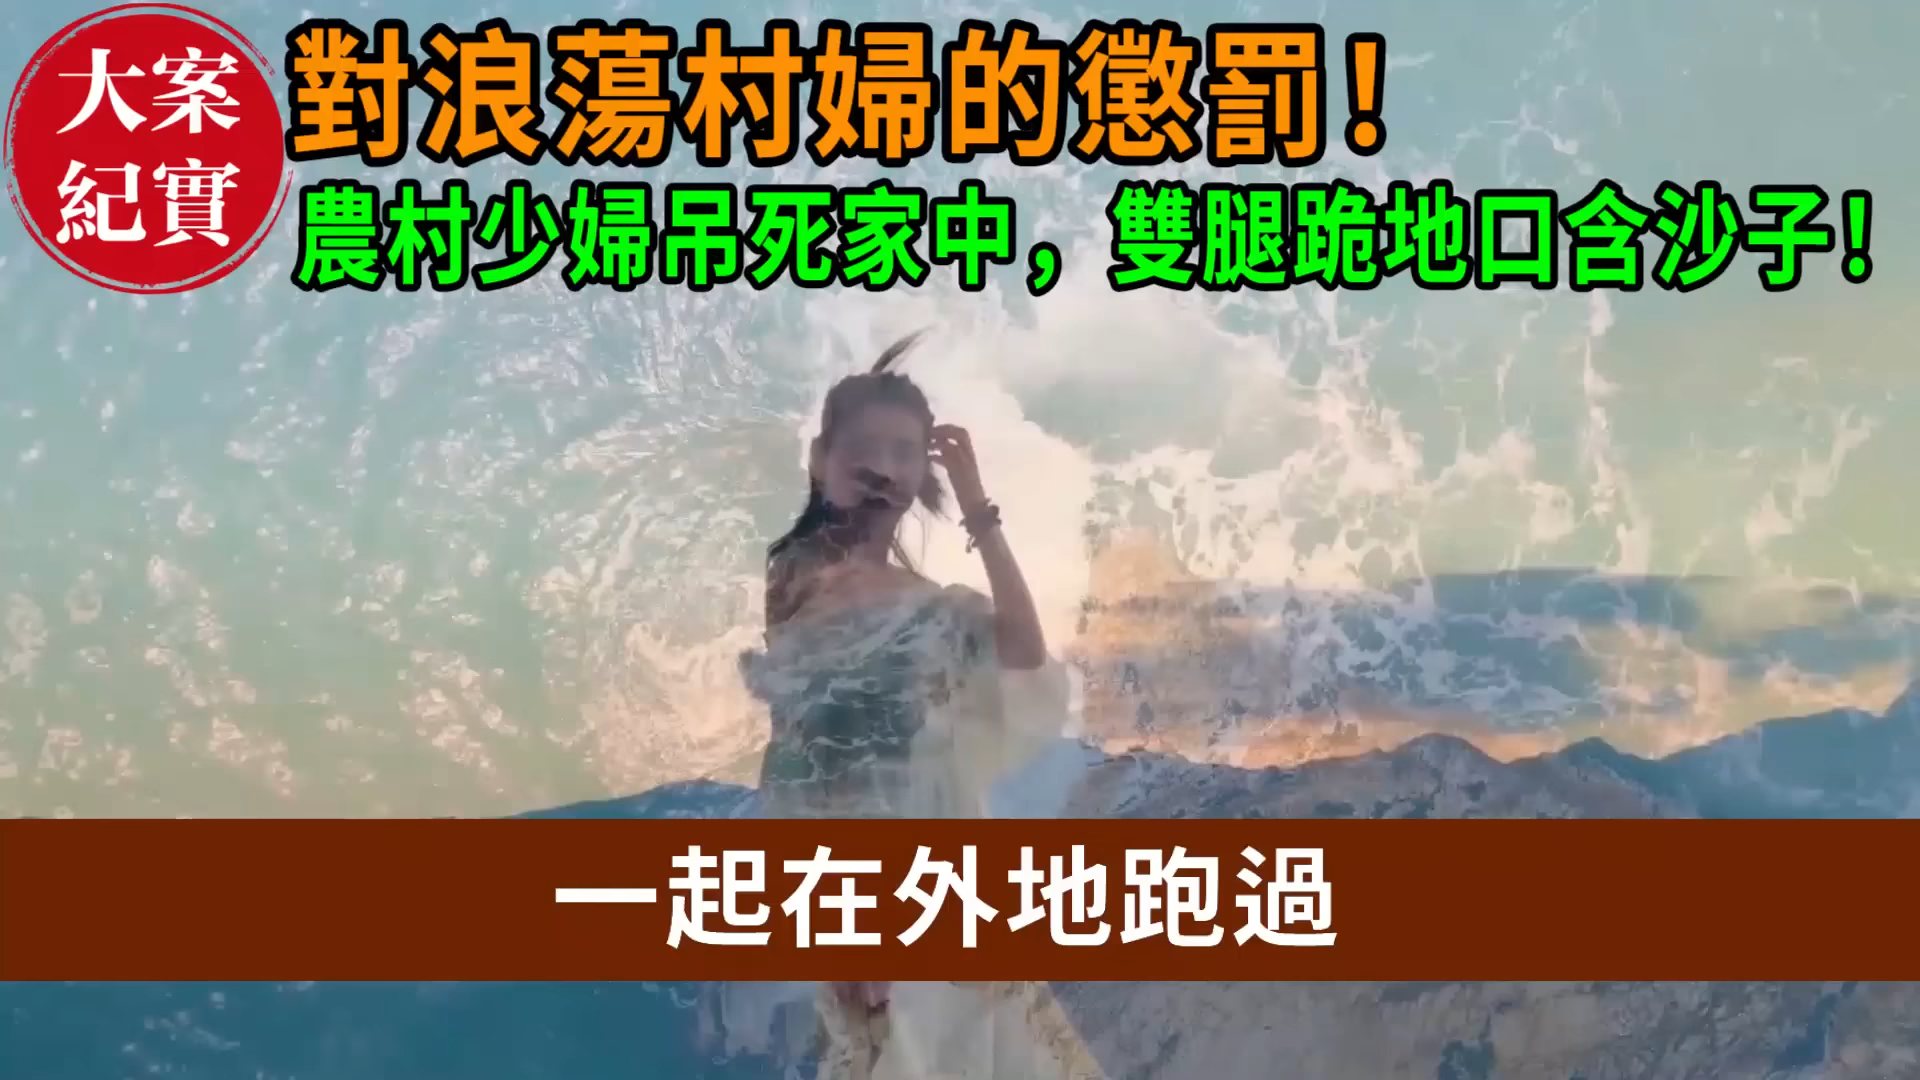 大案
紀實
對浪蕩村婦的懲罰！
農村少婦吊死家中，雙腿跪地口含沙子！
一起在外地跑過